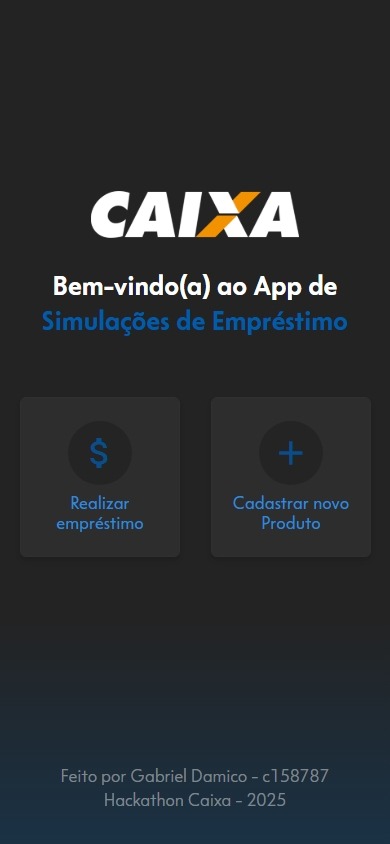 CAIXA
Bem-vindo(a) ao App de
Simulações de Empréstimo
Realizar
empréstimo
Cadastrar novo
Produto
Feito por Gabriel Damico - c158787
Hackathon Caixa - 2025